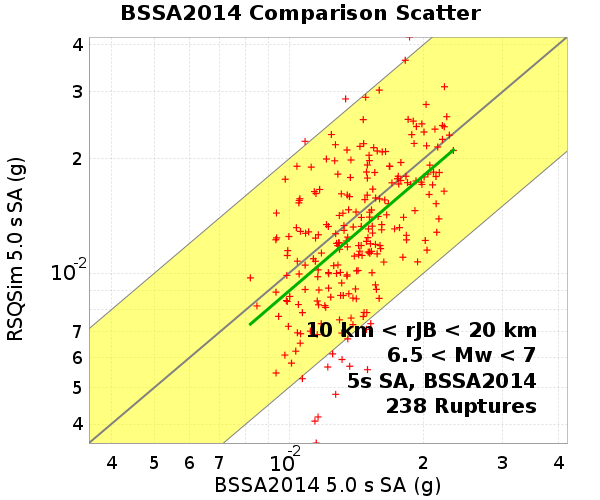 BSSA2014 Comparison Scatter
RSQSim 5.0 s SA (g)
4
3
2
10-2
7
6
5
4
10 km < rJB < 20 km
6.5 < Mw < 7
5s SA, BSSA2014
238 Ruptures
4 5 6 7 10-2 2 3 4
BSSA2014 5.0 s SA (g)